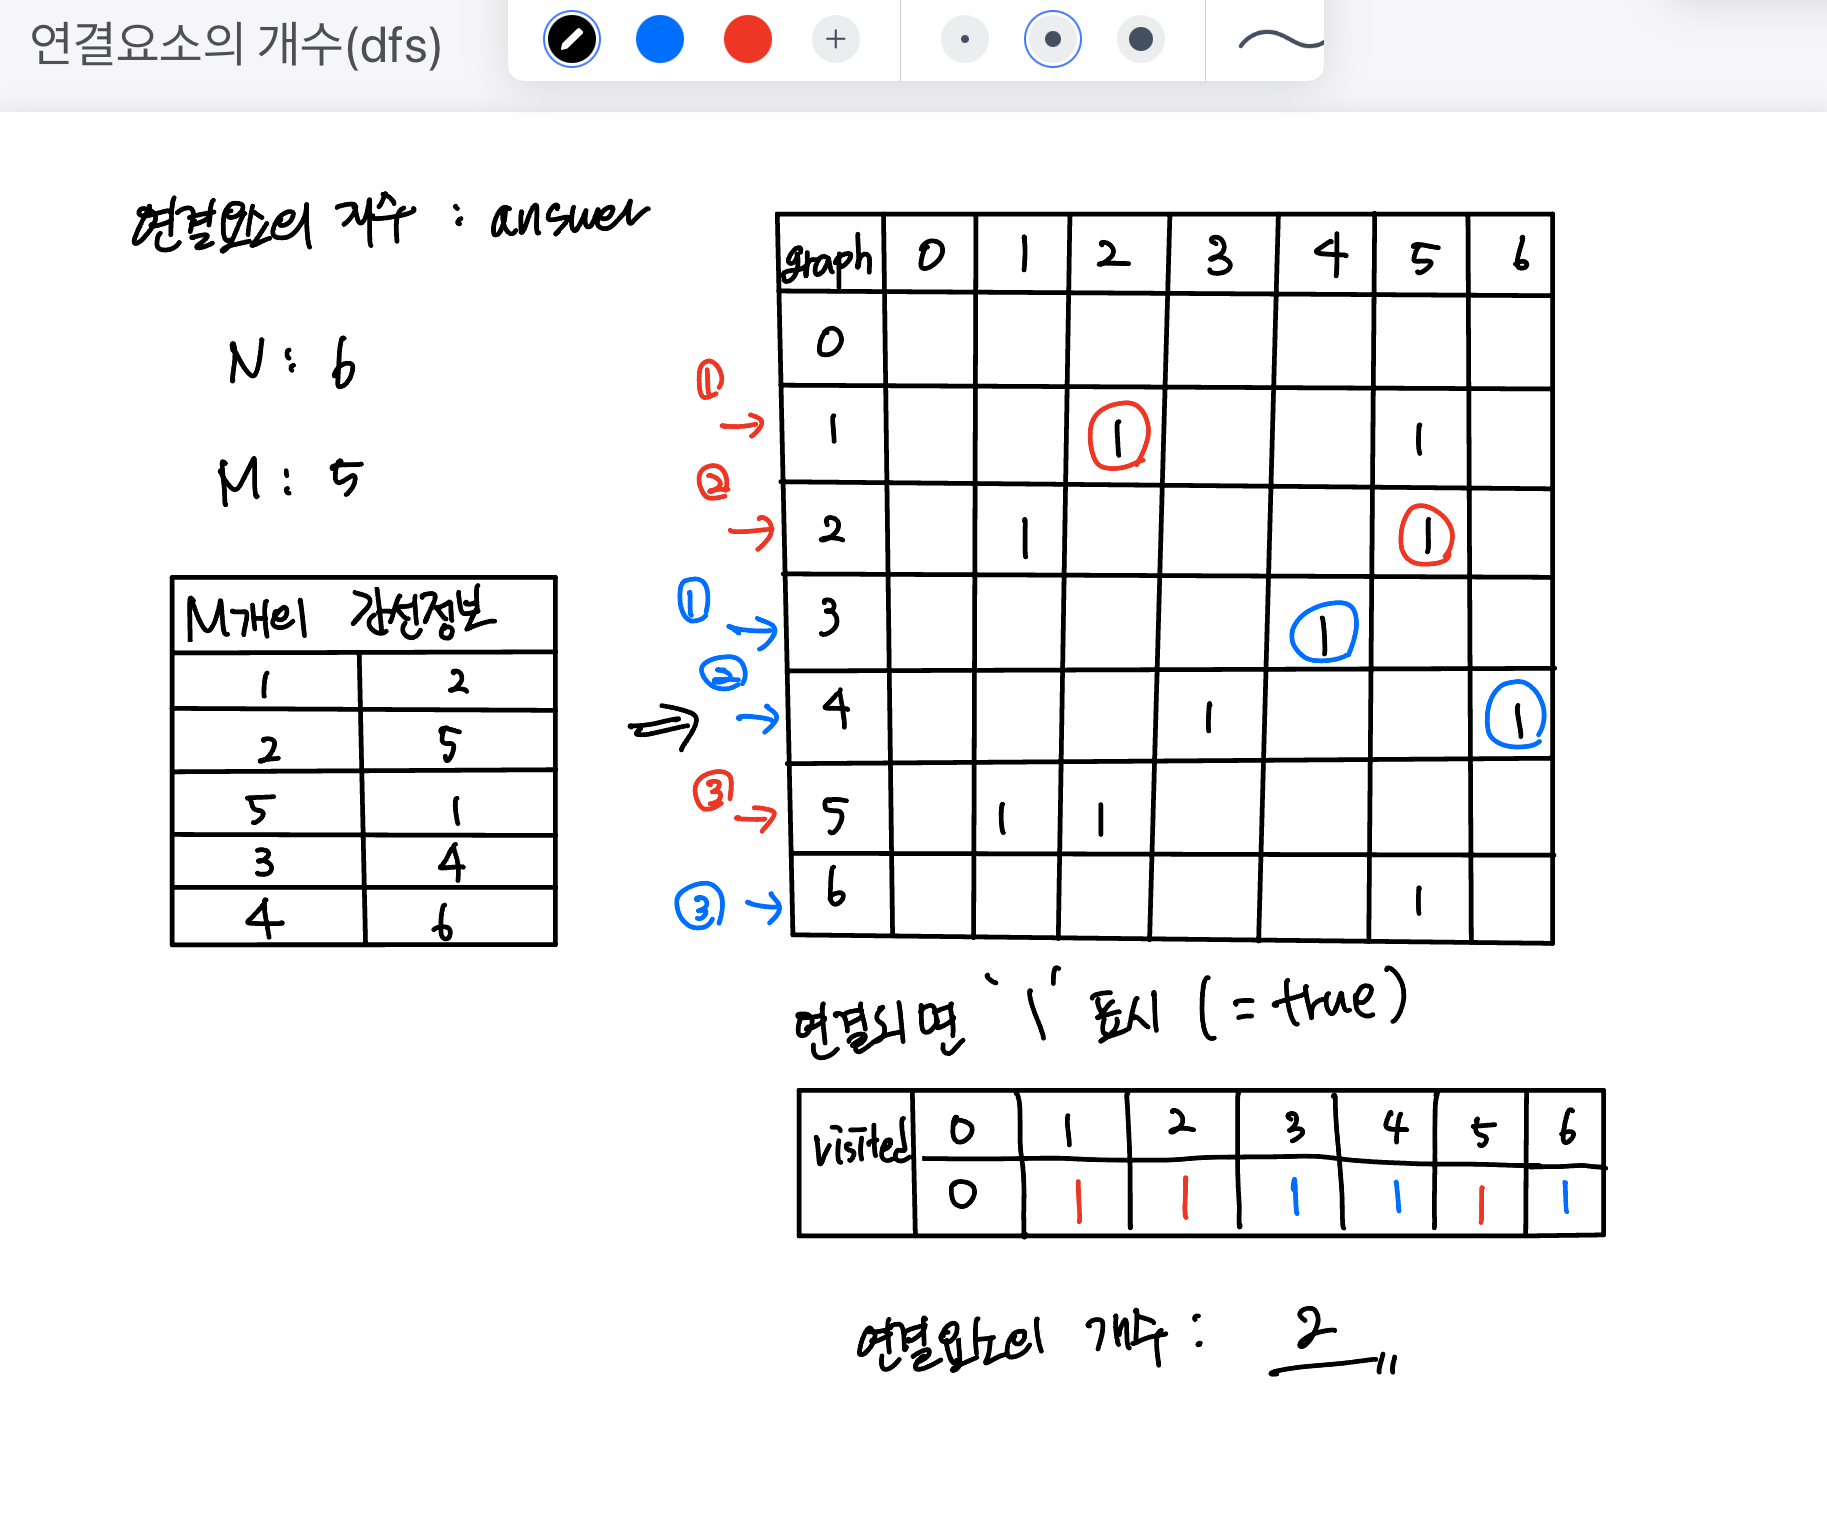 연결요소의 개수(dfs)
연결요소의 개수 : answer
N : 6
M : 5
M개의 간선정보
1 2
2 5
5 1
3 4
4 6
graph 0 1 2 3 4 5 6
0
① → 1 1 1
② → 2 1 1
① → 3 1
② → 4 1 1
③ → 5 1 1
③ → 6 1
연결되면 '1' 표시 (= true)
visited 0 1 2 3 4 5 6
0 1 1 1 1 1 1
연결요소의 개수 : 2